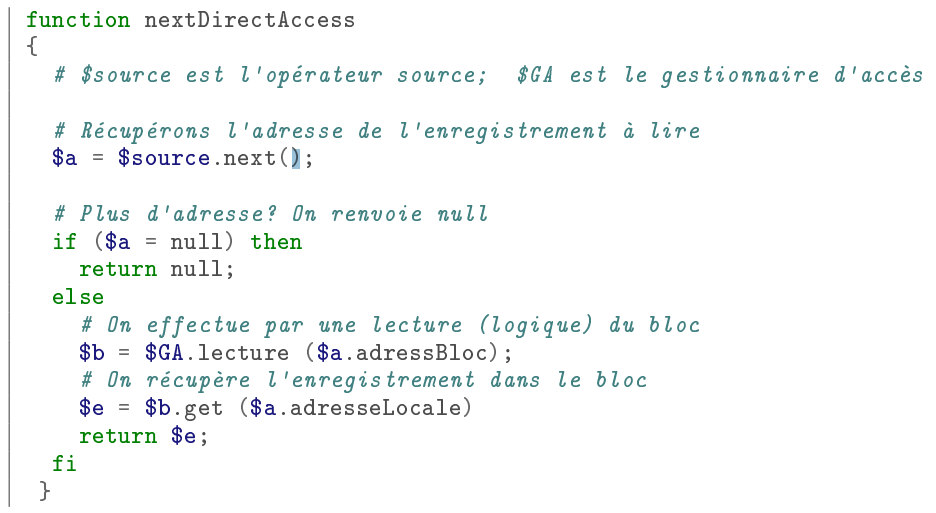 function nextDirectAccess
{
# $source est l'opérateur source;  $GA est le gestionnaire d'accès
# Récupérons l'adresse de l'enregistrement à lire
$a = $source.next();
# Plus d'adresse? On renvoie null
if ($a = null) then
return null;
else
# On effectue par une lecture (logique) du bloc
$b = $GA.lecture ($a.adressBloc);
# On récupère l'enregistrement dans le bloc
$e = $b.get ($a.adresseLocale)
return $e;
fi
}